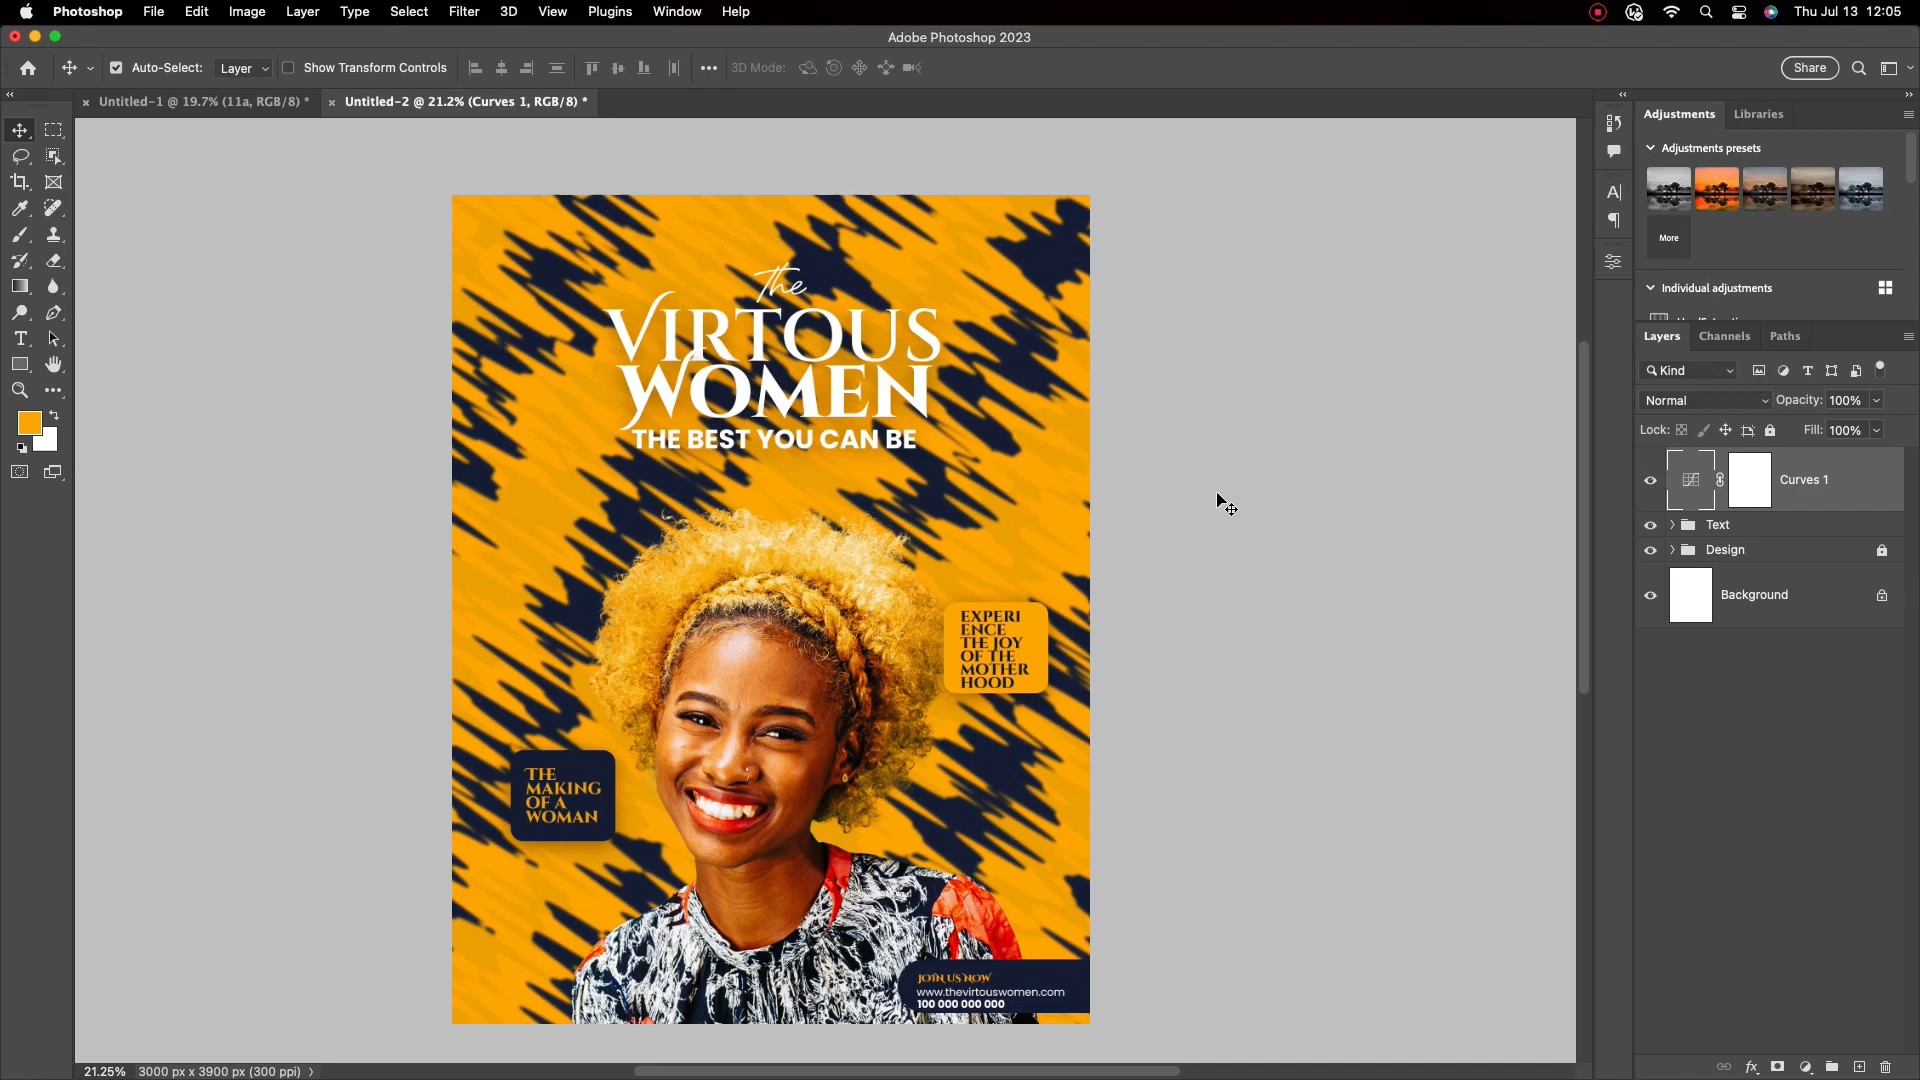 Photoshop File Edit Image Layer Type Select Filter 3D View Plugins Window Help Thu Jul 13 12:05
Adobe Photoshop 2023
Auto-Select: Layer Show Transform Controls 3D Mode: Share
Untitled-1 @ 19.7% (11a, RGB/8) * Untitled-2 @ 21.2% (Curves 1, RGB/8) *
Adjustments Libraries
Adjustments presets
More
Individual adjustments
Layers Channels Paths
Kind
Normal Opacity: 100%
Lock: Fill: 100%
Curves 1
Text
Design
Background
The
VIRTOUS
WOMEN
THE BEST YOU CAN BE
EXPERI
ENCE
THE JOY
OF THE
MOTHER
HOOD
THE
MAKING
OF A
WOMAN
JOIN US NOW
www.thevirtouswomen.com
100 000 000 000
21.25% 3000 px x 3900 px (300 ppi)